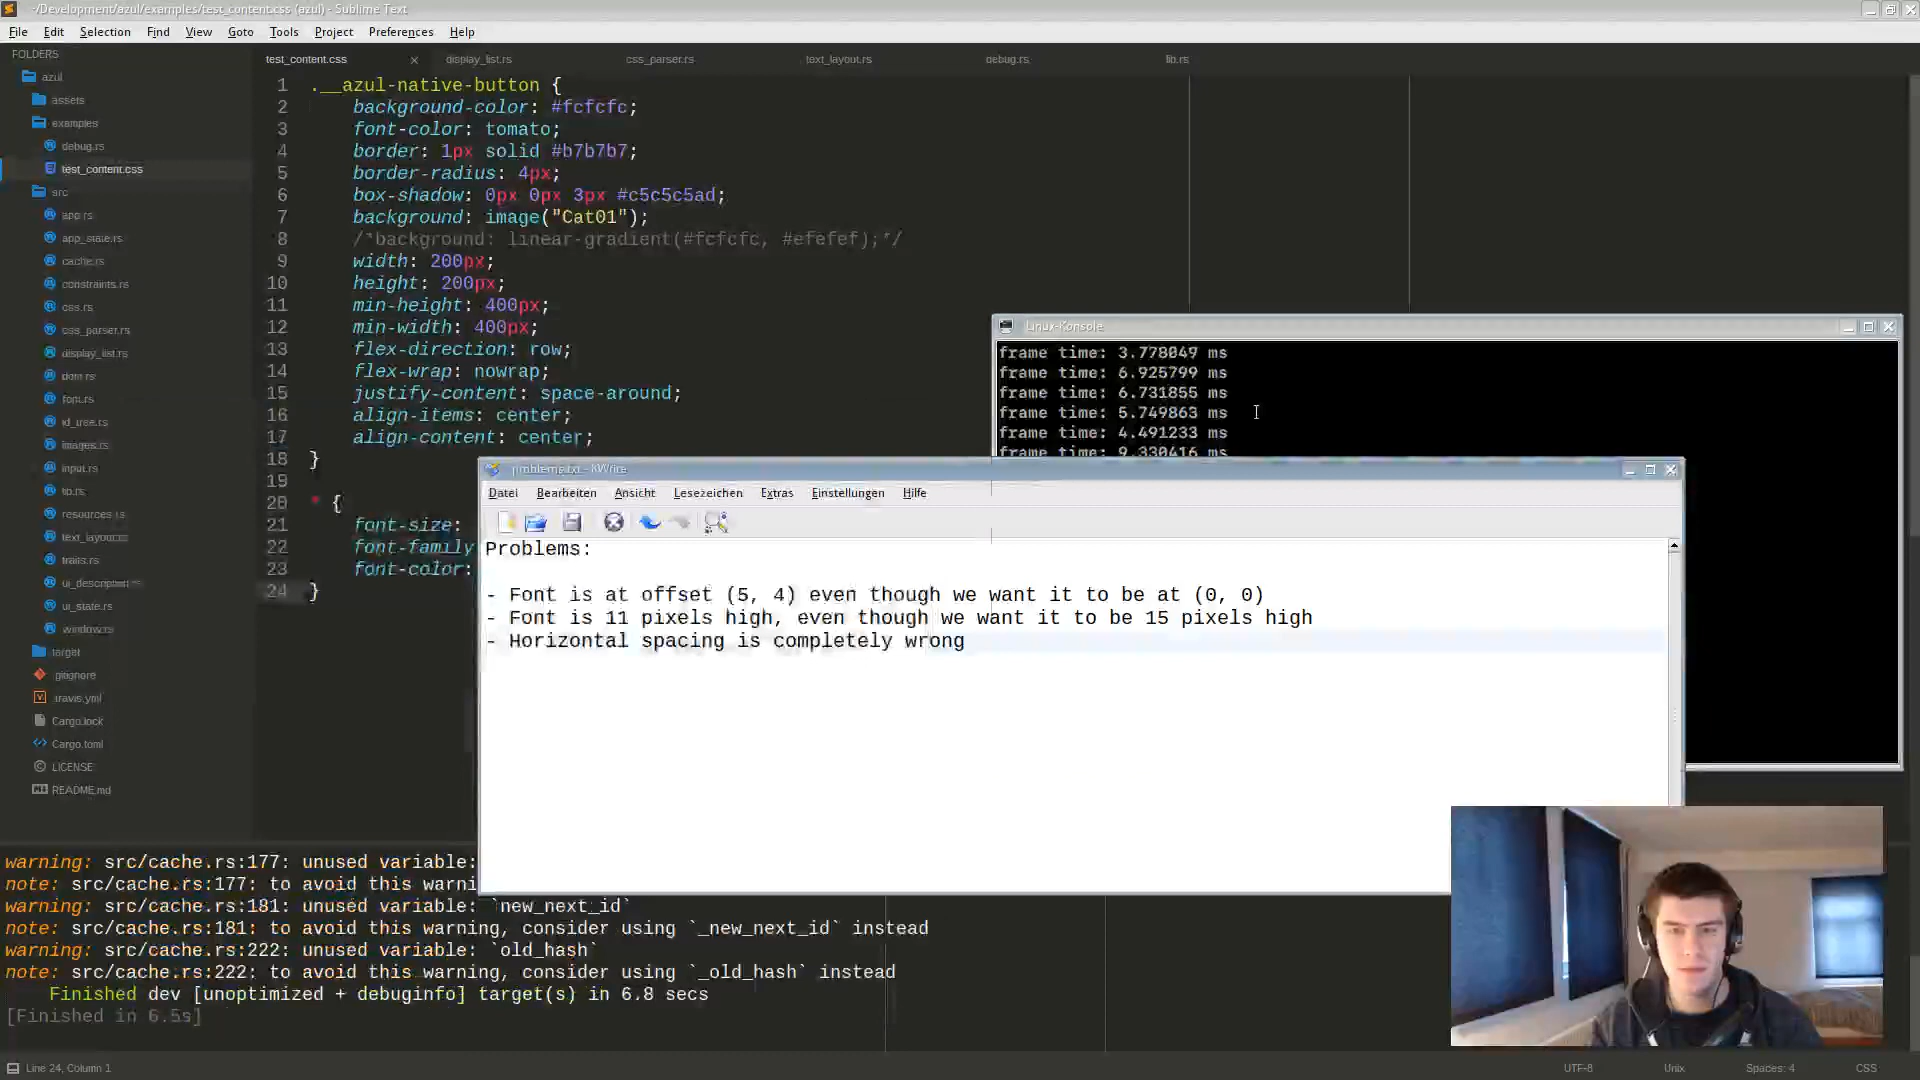 ~/Development/azul/examples/test_content.css (azul) - Sublime Text
File Edit Selection Find View Goto Tools Project Preferences Help
FOLDERS
azul
assets
examples
debug.rs
test_content.css
src
app.rs
app_state.rs
cache.rs
constraints.rs
css.rs
css_parser.rs
display_list.rs
dom.rs
font.rs
id_tree.rs
images.rs
input.rs
lib.rs
resources.rs
text_layout.rs
traits.rs
ui_description.rs
ui_state.rs
window.rs
target
.gitignore
.travis.yml
Cargo.lock
Cargo.toml
LICENSE
README.md
test_content.css display_list.rs css_parser.rs text_layout.rs debug.rs lib.rs
1 .__azul-native-button {
2 background-color: #fcfcfc;
3 font-color: tomato;
4 border: 1px solid #b7b7b7;
5 border-radius: 4px;
6 box-shadow: 0px 0px 3px #c5c5c5ad;
7 background: image("Cat01");
8 /*background: linear-gradient(#fcfcfc, #efefef);*/
9 width: 200px;
10 height: 200px;
11 min-height: 400px;
12 min-width: 400px;
13 flex-direction: row;
14 flex-wrap: nowrap;
15 justify-content: space-around;
16 align-items: center;
17 align-content: center;
18 }
19
20 * {
21 font-size:
22 font-family
23 font-color:
24 }
Linux-Konsole
frame time: 3.778049 ms
frame time: 6.925799 ms
frame time: 6.731855 ms
frame time: 5.749863 ms
frame time: 4.491233 ms
frame time: 9.330416 ms
problems.txt - KWrite
Datei Bearbeiten Ansicht Lesezeichen Extras Einstellungen Hilfe
Problems:
- Font is at offset (5, 4) even though we want it to be at (0, 0)
- Font is 11 pixels high, even though we want it to be 15 pixels high
- Horizontal spacing is completely wrong
warning: src/cache.rs:177: unused variable:
note: src/cache.rs:177: to avoid this warni
warning: src/cache.rs:181: unused variable: `new_next_id`
note: src/cache.rs:181: to avoid this warning, consider using `_new_next_id` instead
warning: src/cache.rs:222: unused variable: `old_hash`
note: src/cache.rs:222: to avoid this warning, consider using `_old_hash` instead
Finished dev [unoptimized + debuginfo] target(s) in 6.8 secs
[Finished in 6.5s]
Line 24, Column 1 UTF-8 Unix Spaces: 4 CSS